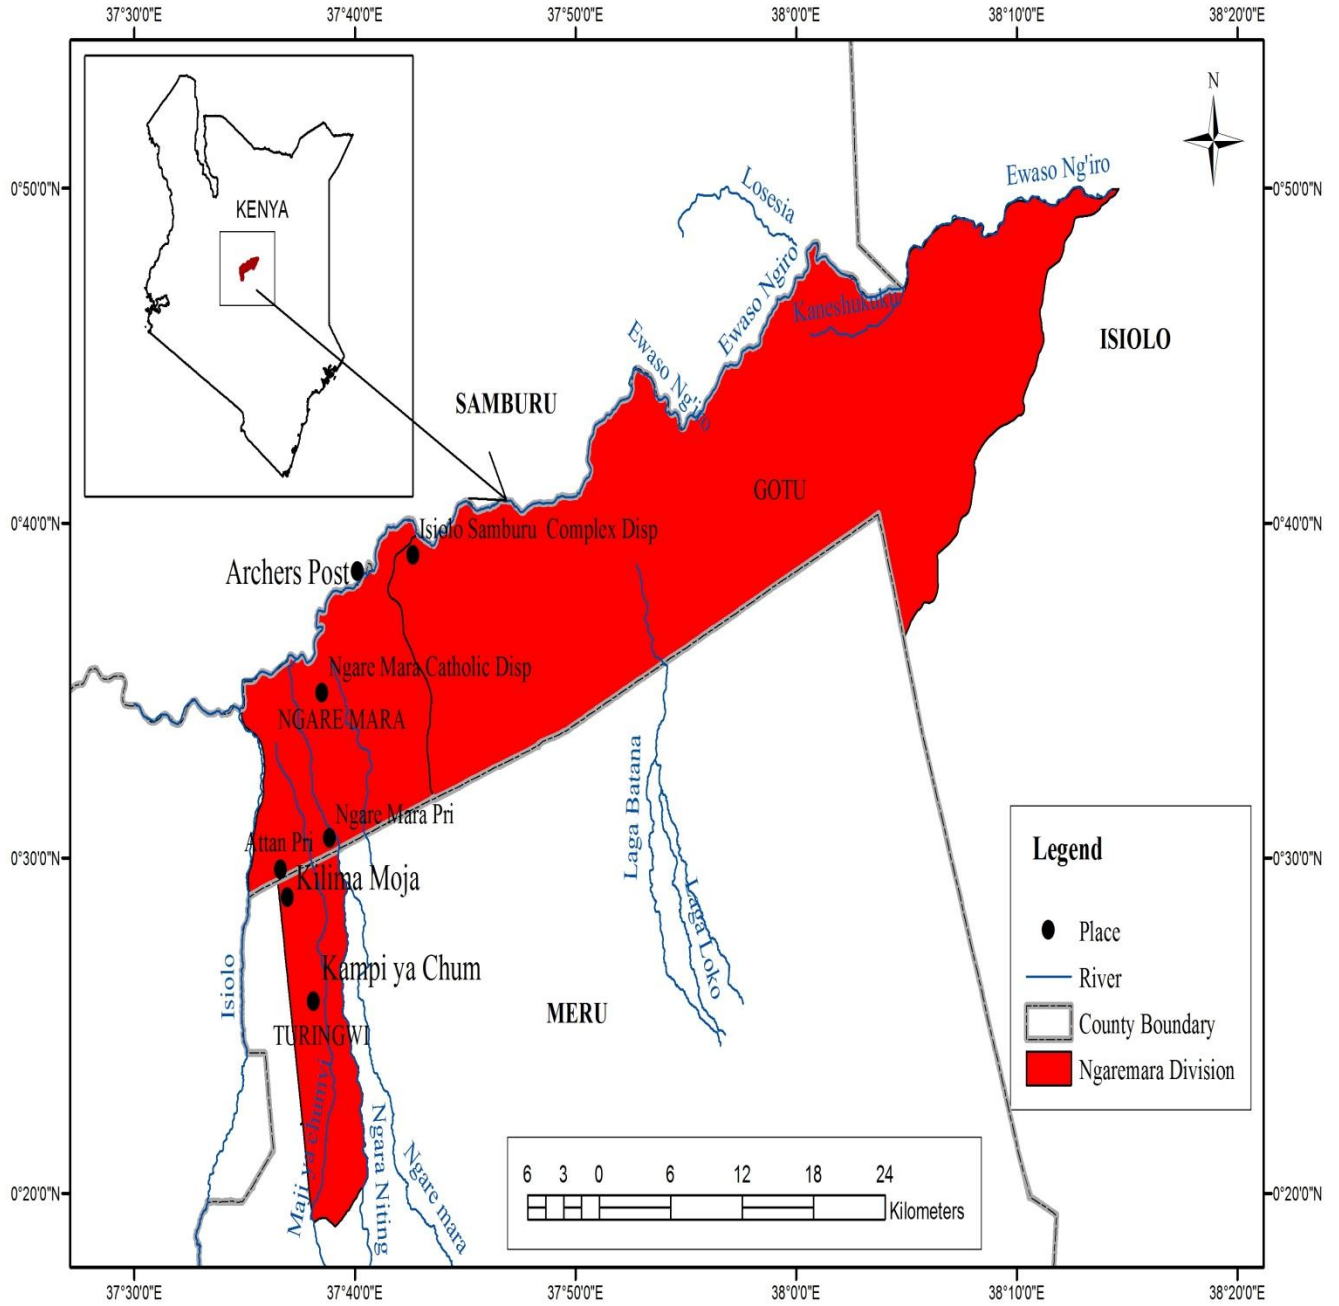 37°30'0"E 37°40'0"E 37°50'0"E 38°0'0"E 38°10'0"E 38°20'0"E
N
KENYA
0°50'0"N
0°50'0"N
Ewaso Ng'iro
Losesia
Ewaso Ngiro
Kaneshukuku
ISIOLO
Ewaso Ng'iro
SAMBURU
GOTU
0°40'0"N
0°40'0"N
Isiolo Samburu Complex Disp
Archers Post
Ngare Mara Catholic Disp
NGARE MARA
Laga Batana
Ngare Mara Pri
Attan Pri
0°30'0"N
0°30'0"N
Kilima Moja
Laga Loko
Isiolo
Kampi ya Chum
MERU
TURINGWI
Maji ya chumvi
Ngara Niting
Ngare mara
0°20'0"N
0°20'0"N
Legend
Place
River
County Boundary
Ngaremara Division
6 3 0 6 12 18 24
Kilometers
37°30'0"E 37°40'0"E 37°50'0"E 38°0'0"E 38°10'0"E 38°20'0"E